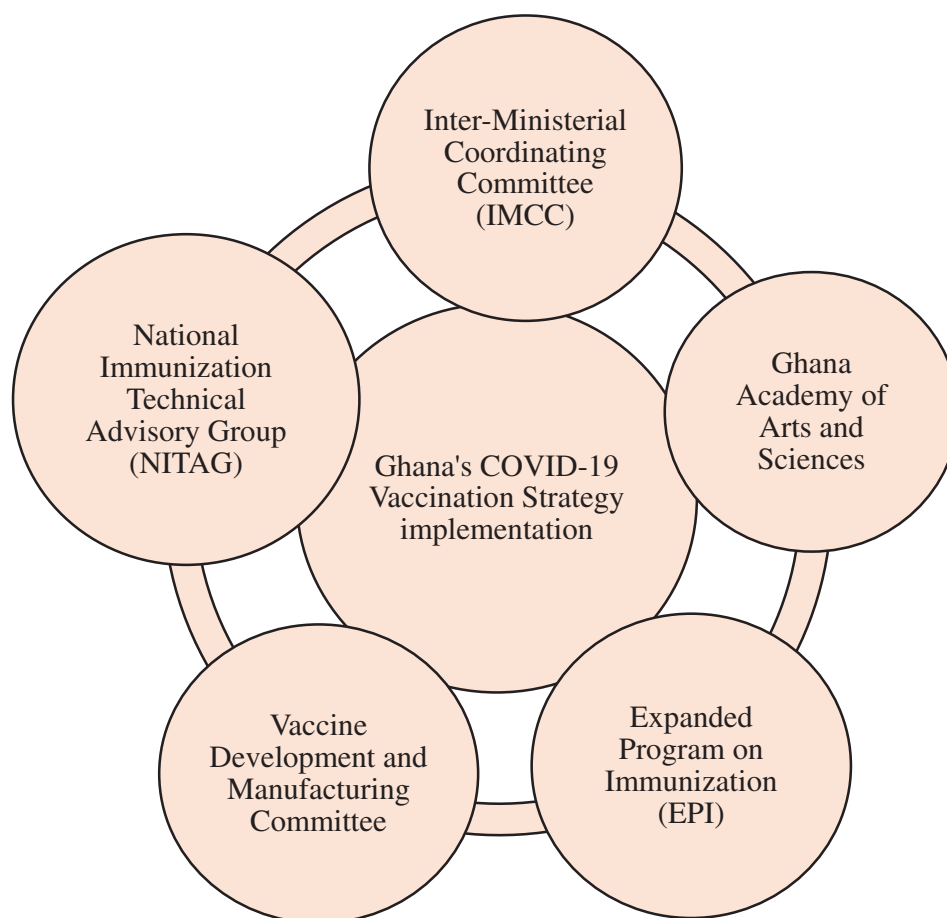 Inter-Ministerial
Coordinating
Committee
(IMCC)
National
Immunization
Technical
Advisory Group
(NITAG)
Ghana
Academy of
Arts and
Sciences
Ghana's COVID-19
Vaccination Strategy
implementation
Vaccine
Development and
Manufacturing
Committee
Expanded
Program on
Immunization
(EPI)